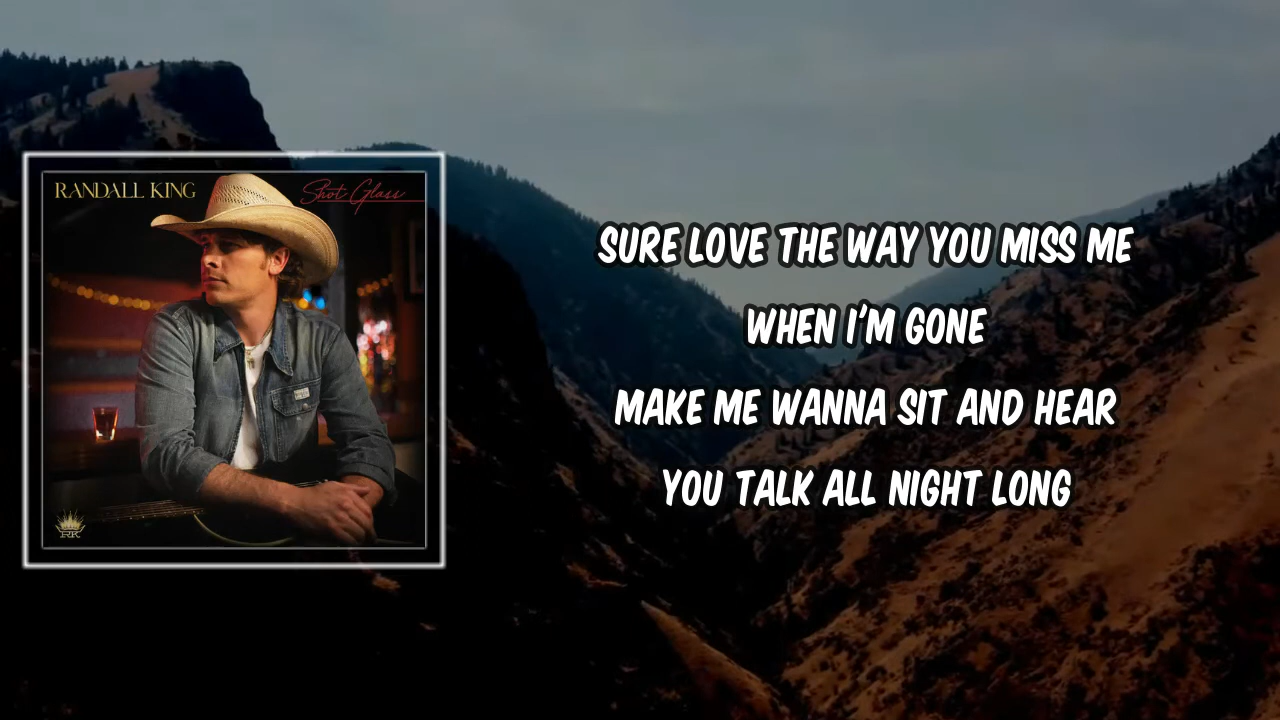 RANDALL KING
Shot Glass
RK
SURE LOVE THE WAY YOU MISS ME
WHEN I'M GONE
MAKE ME WANNA SIT AND HEAR
YOU TALK ALL NIGHT LONG